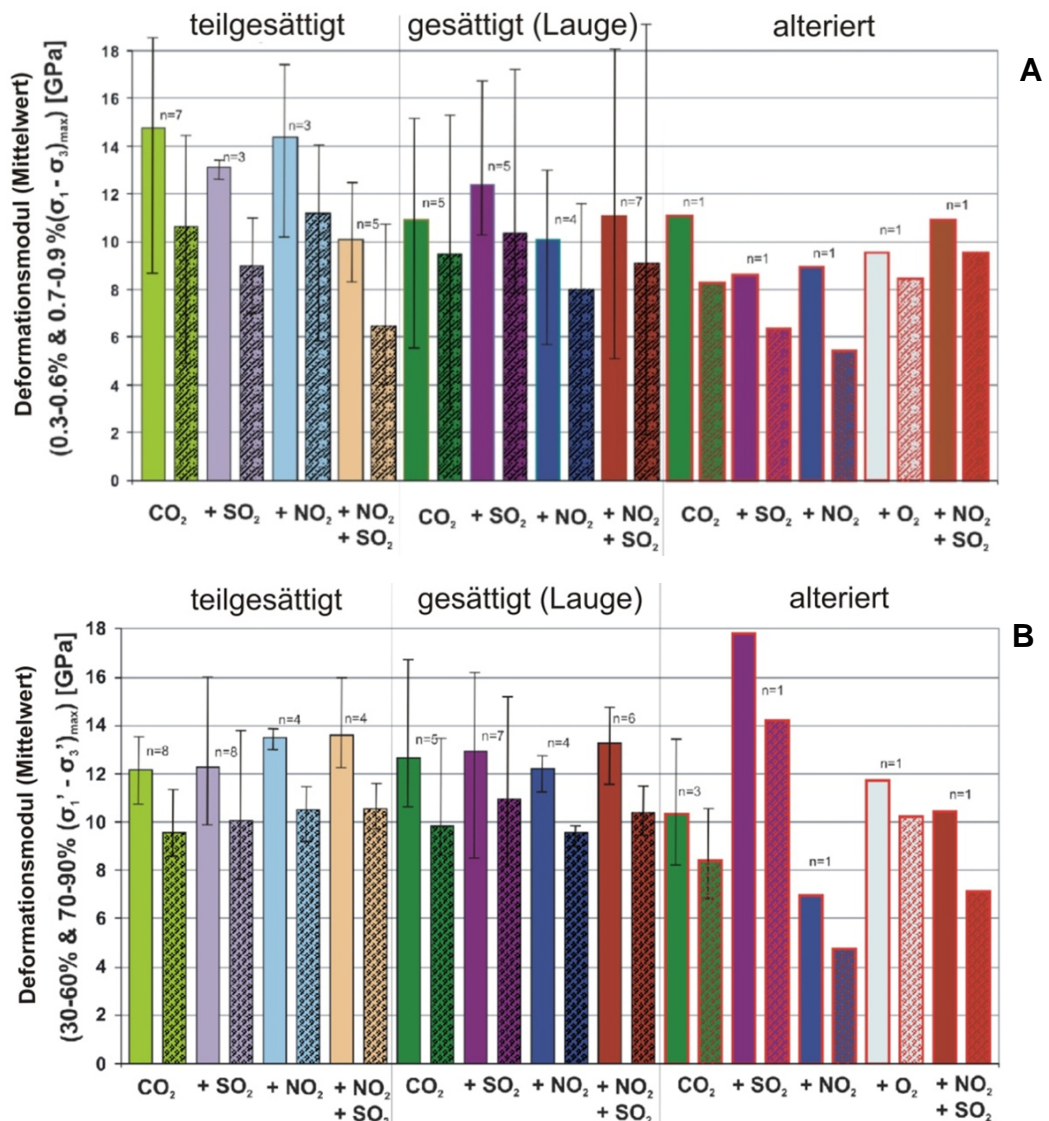 teilgesättigt gesättigt (Lauge) alteriert
A
Deformationsmodul (Mittelwert)
(0.3-0.6% & 0.7-0.9 %(σ₁ - σ₃)max) [GPa]
18
16
14
12
10
8
6
4
2
0
n=7 n=3 n=3 n=5 n=5 n=5 n=4 n=7 n=1 n=1 n=1 n=1 n=1
CO₂ + SO₂ + NO₂ + NO₂ CO₂ + SO₂ + NO₂ + NO₂ CO₂ + SO₂ + NO₂ + O₂ + NO₂
+ SO₂ + SO₂ + SO₂
teilgesättigt gesättigt (Lauge) alteriert
B
Deformationsmodul (Mittelwert)
(30-60% & 70-90% (σ₁' - σ₃')max) [GPa]
18
16
14
12
10
8
6
4
2
0
n=8 n=8 n=4 n=4 n=5 n=7 n=4 n=6 n=3 n=1 n=1 n=1 n=1
CO₂ + SO₂ + NO₂ + NO₂ CO₂ + SO₂ + NO₂ + NO₂ CO₂ + SO₂ + NO₂ + O₂ + NO₂
+ SO₂ + SO₂ + SO₂